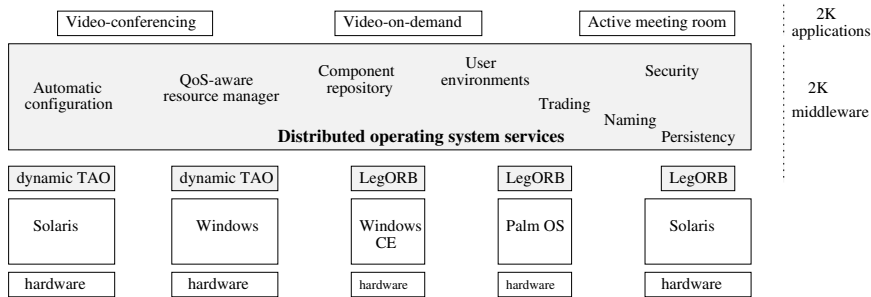 Video-conferencing
Video-on-demand
Active meeting room
2K
applications
Automatic
configuration
QoS-aware
resource manager
Component
repository
User
environments
Trading
Security
Naming
Persistency
Distributed operating system services
2K
middleware
dynamic TAO
dynamic TAO
LegORB
LegORB
LegORB
Solaris
Windows
Windows
CE
Palm OS
Solaris
hardware
hardware
hardware
hardware
hardware